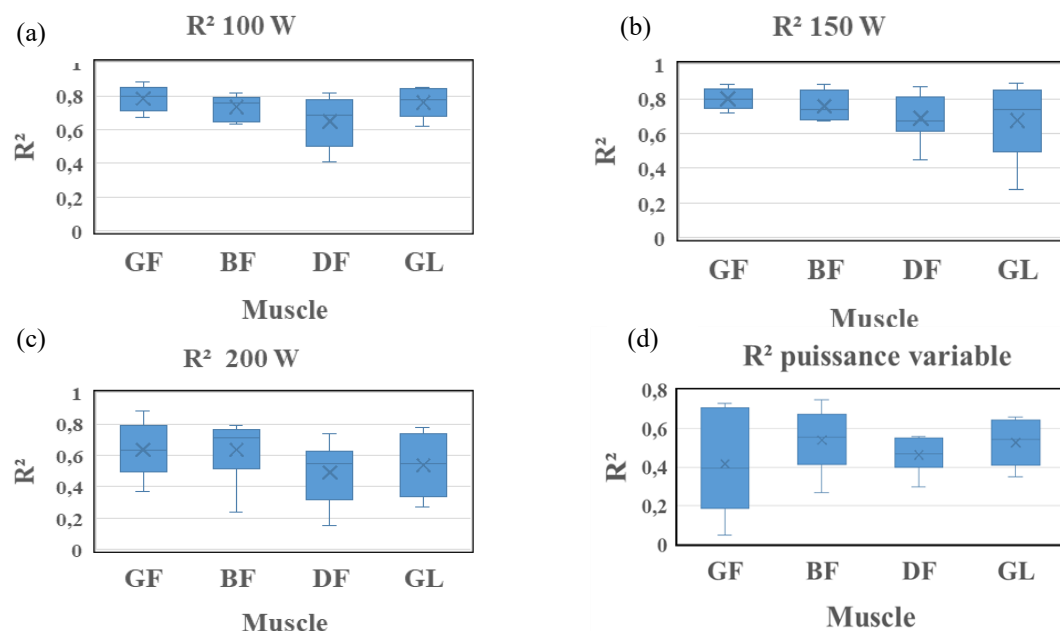 (a)
R² 100 W
1
0,8
0,6
0,4
0,2
0
R²
GF BF DF GL
Muscle
(b)
R² 150 W
1
0,8
0,6
0,4
0,2
0
R²
GF BF DF GL
Muscle
(c)
R² 200 W
1
0,8
0,6
0,4
0,2
0
R²
GF BF DF GL
Muscle
(d)
R² puissance variable
0,8
0,6
0,4
0,2
0
R²
GF BF DF GL
Muscle